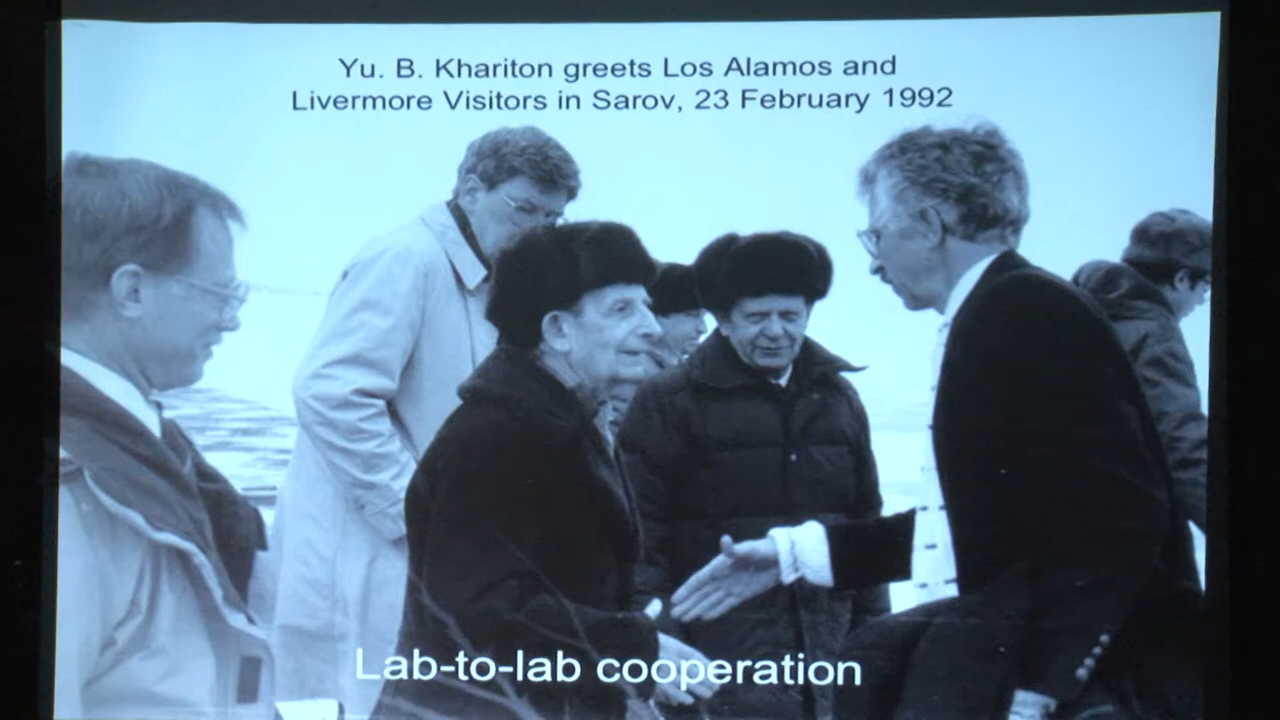 Yu. B. Khariton greets Los Alamos and
Livermore Visitors in Sarov, 23 February 1992
Lab-to-lab cooperation